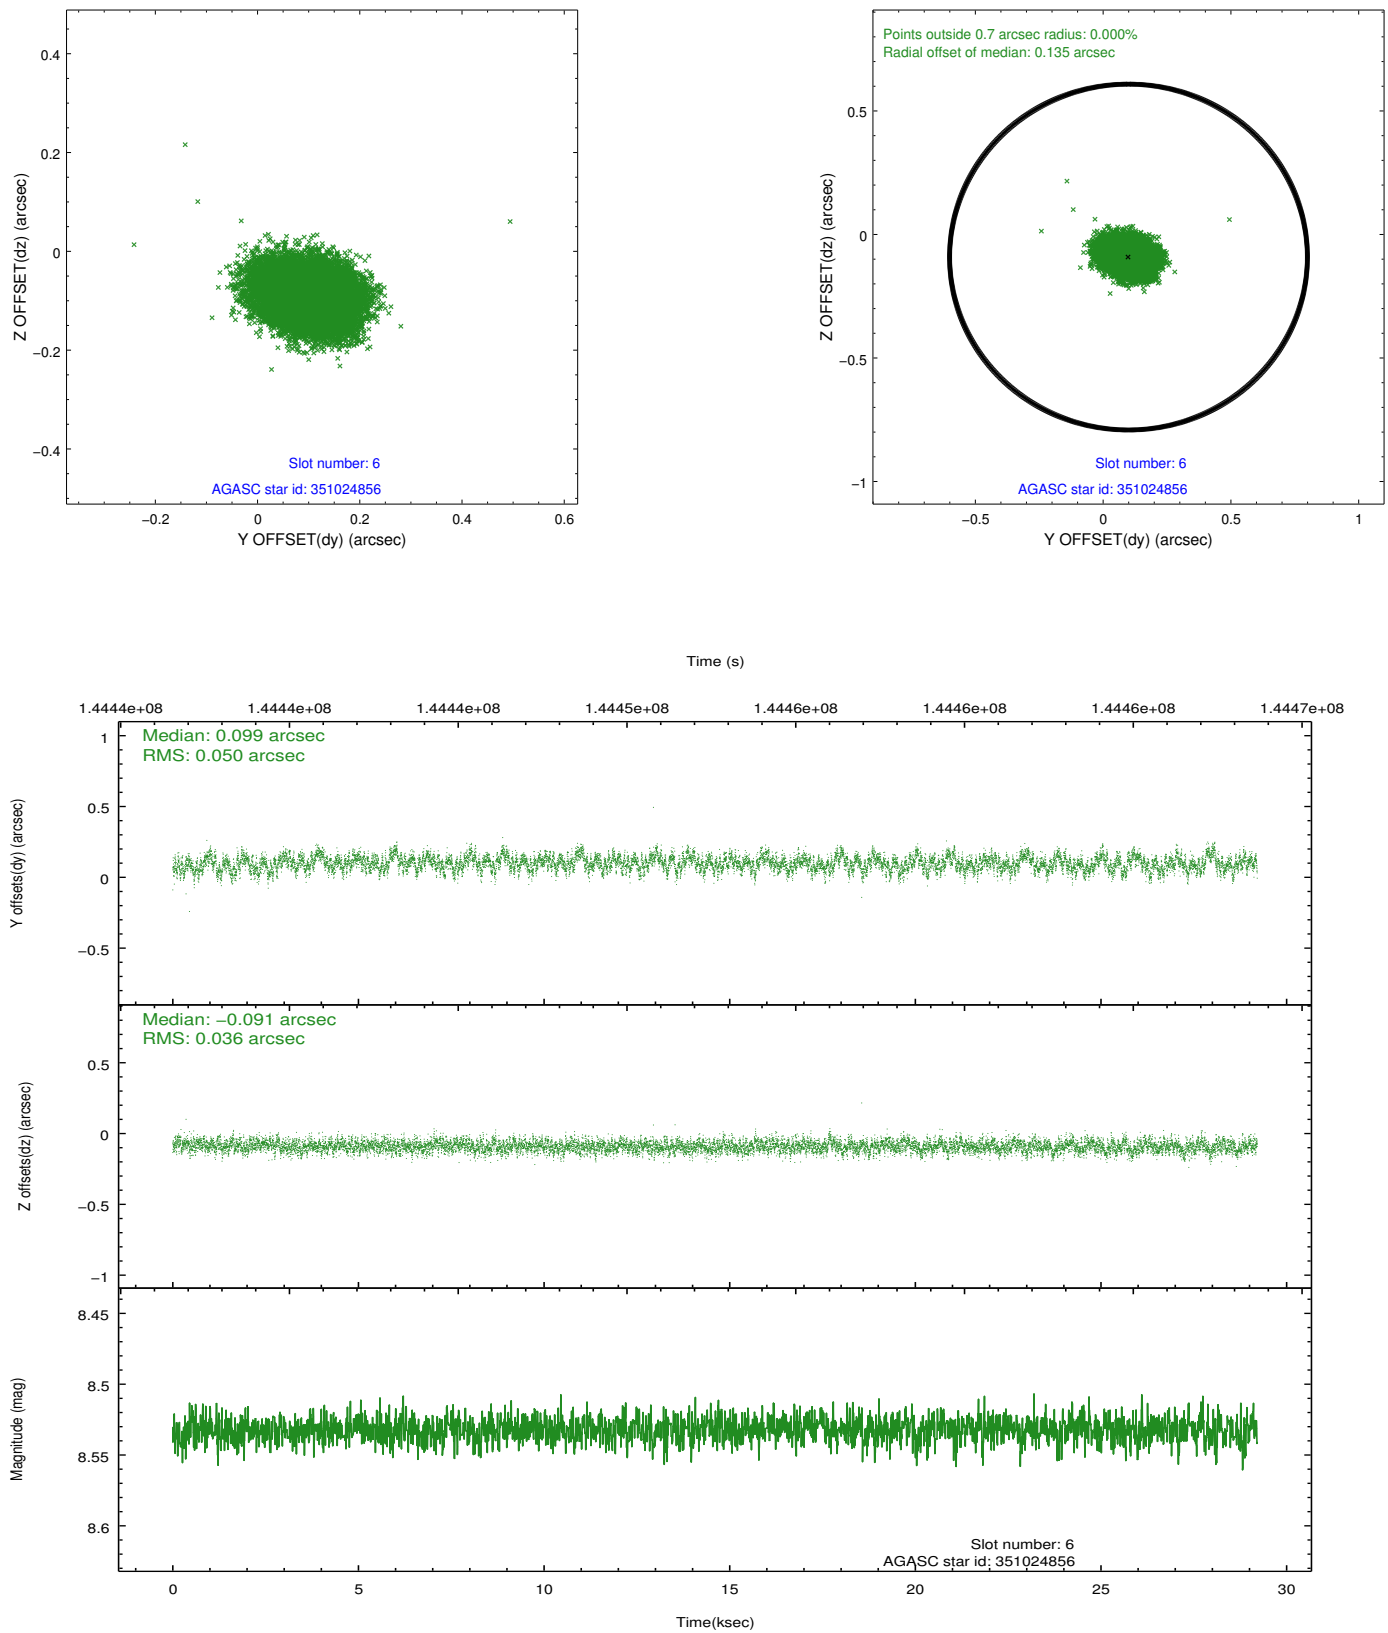 0.4
0.2
0
−0.2
−0.4
Z OFFSET(dz) (arcsec)
Slot number: 6
AGASC star id: 351024856
−0.2 0 0.2 0.4 0.6
Y OFFSET(dy) (arcsec)
Points outside 0.7 arcsec radius: 0.000%
Radial offset of median: 0.135 arcsec
0.5
0
−0.5
−1
Z OFFSET(dz) (arcsec)
Slot number: 6
AGASC star id: 351024856
−0.5 0 0.5 1
Y OFFSET(dy) (arcsec)
Time (s)
1.4444e+08 1.4444e+08 1.4444e+08 1.4445e+08 1.4446e+08 1.4446e+08 1.4446e+08 1.4447e+08
Median: 0.099 arcsec
RMS: 0.050 arcsec
1
0.5
0
−0.5
Y offsets(dy) (arcsec)
Median: −0.091 arcsec
RMS: 0.036 arcsec
0.5
0
−0.5
−1
Z offsets(dz) (arcsec)
8.45
8.5
8.55
8.6
Magnitude (mag)
Slot number: 6
AGASC star id: 351024856
0 5 10 15 20 25 30
Time(ksec)